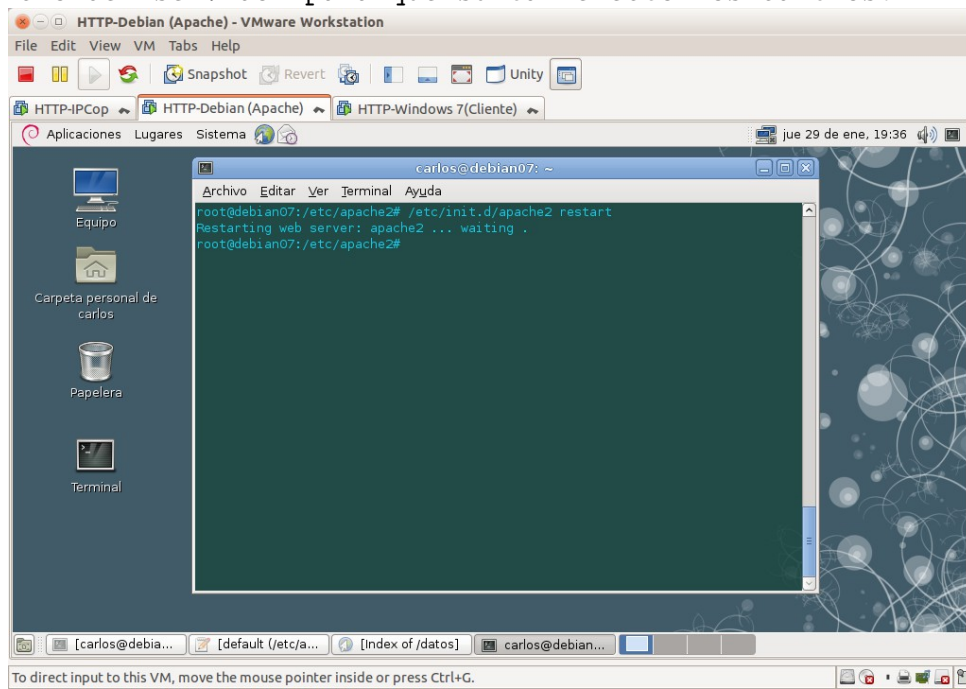 HTTP-Debian (Apache) - VMware Workstation
File Edit View VM Tabs Help
Snapshot Revert Unity
HTTP-IPCop HTTP-Debian (Apache) HTTP-Windows 7(Cliente)
Aplicaciones Lugares Sistema jue 29 de ene, 19:36
carlos@debian07: ~
Archivo Editar Ver Terminal Ayuda
root@debian07:/etc/apache2# /etc/init.d/apache2 restart
Restarting web server: apache2 ... waiting .
root@debian07:/etc/apache2#
Equipo
Carpeta personal de
carlos
Papelera
Terminal
[carlos@debia... [default (/etc/a... [Index of /datos] carlos@debian...
To direct input to this VM, move the mouse pointer inside or press Ctrl+G.